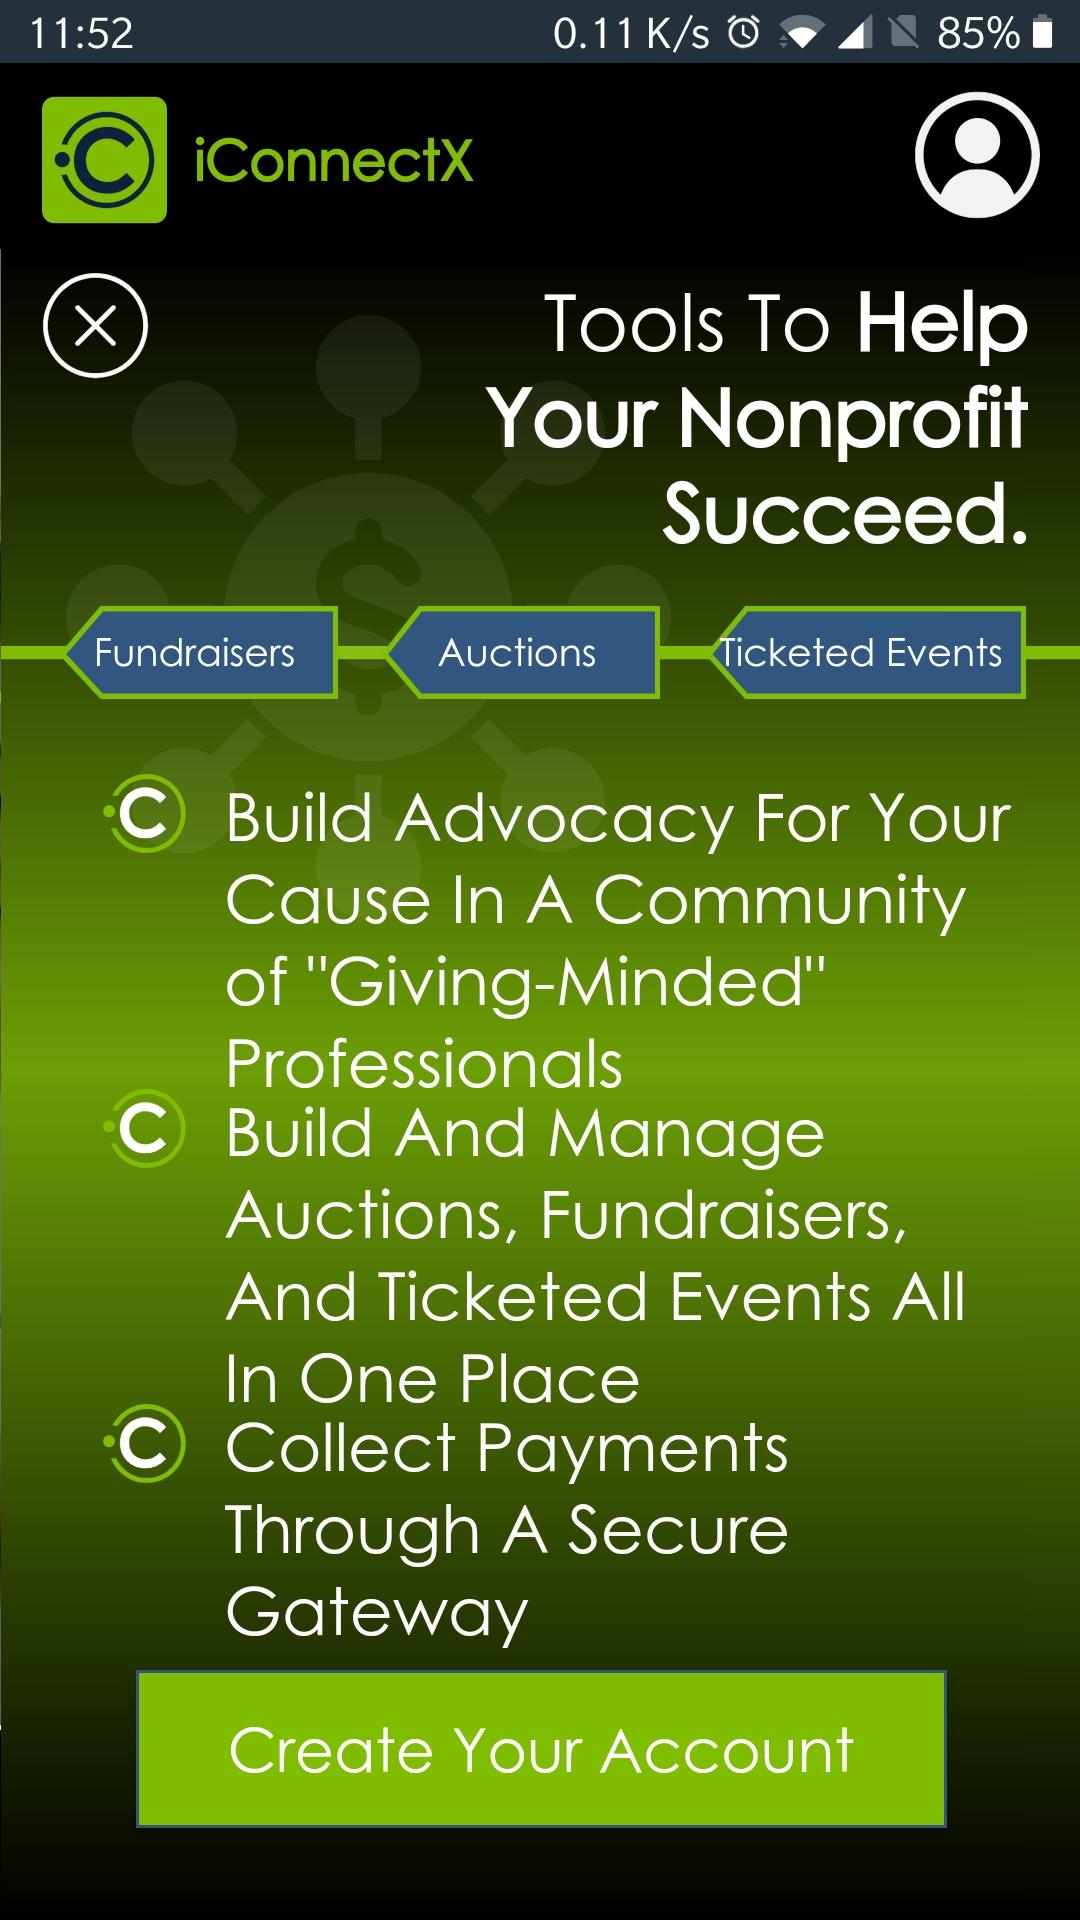 11:52 0.11 K/s 85%
iConnectX
Tools To Help
Your Nonprofit
Succeed.
Fundraisers Auctions Ticketed Events
Build Advocacy For Your
Cause In A Community
of "Giving-Minded"
Professionals
Build And Manage
Auctions, Fundraisers,
And Ticketed Events All
In One Place
Collect Payments
Through A Secure
Gateway
Create Your Account